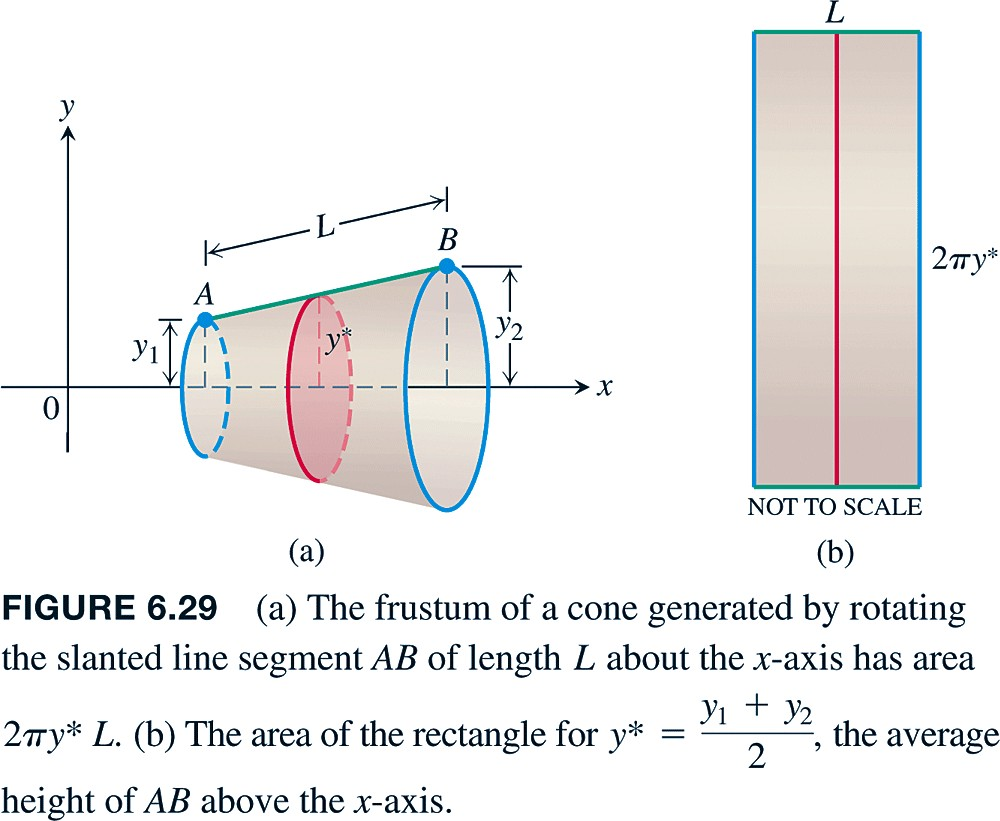 L
y
L
B
A
y₁
y*
y₂
2πy*
x
0
NOT TO SCALE
(a)
(b)
FIGURE 6.29 (a) The frustum of a cone generated by rotating
the slanted line segment AB of length L about the x-axis has area
2πy* L. (b) The area of the rectangle for y* = (y₁ + y₂)/2, the average
height of AB above the x-axis.